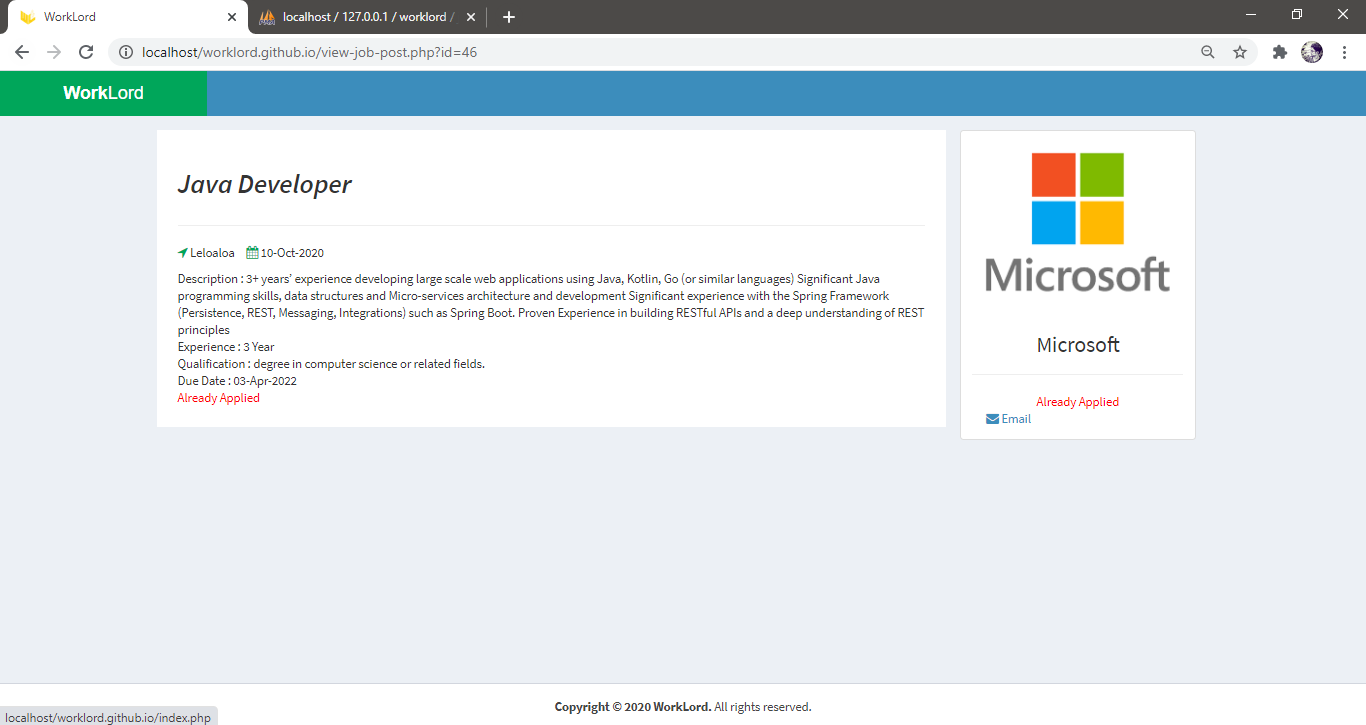 WorkLord
localhost / 127.0.0.1 / worklord /
localhost/worklord.github.io/view-job-post.php?id=46
WorkLord
Java Developer
Leloaloa 10-Oct-2020
Description : 3+ years’ experience developing large scale web applications using Java, Kotlin, Go (or similar languages) Significant Java
programming skills, data structures and Micro-services architecture and development Significant experience with the Spring Framework
(Persistence, REST, Messaging, Integrations) such as Spring Boot. Proven Experience in building RESTful APIs and a deep understanding of REST
principles
Experience : 3 Year
Qualification : degree in computer science or related fields.
Due Date : 03-Apr-2022
Already Applied
Microsoft
Microsoft
Already Applied
Email
Copyright © 2020 WorkLord. All rights reserved.
localhost/worklord.github.io/index.php